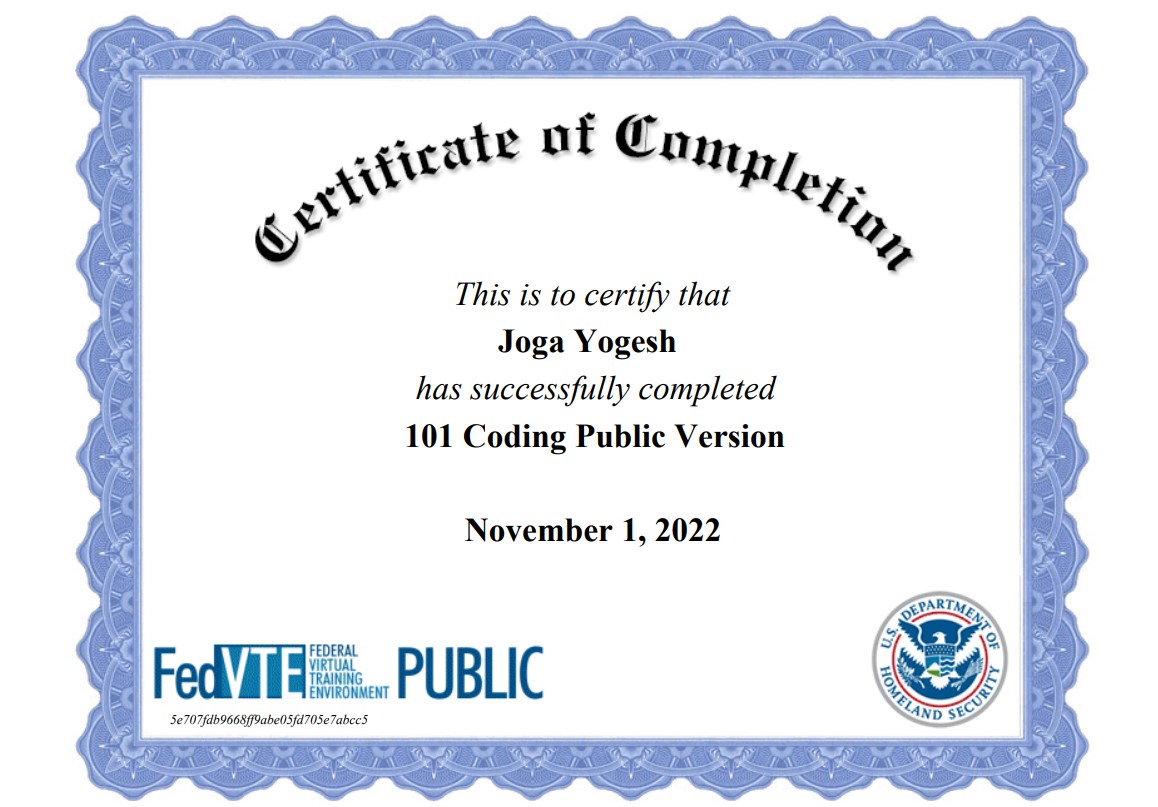 Certificate of Completion
This is to certify that
Joga Yogesh
has successfully completed
101 Coding Public Version
November 1, 2022
FedVTE FEDERAL VIRTUAL TRAINING ENVIRONMENT PUBLIC
5e707fdb9668ff9abe05fd705e7abcc5
U.S. DEPARTMENT OF HOMELAND SECURITY